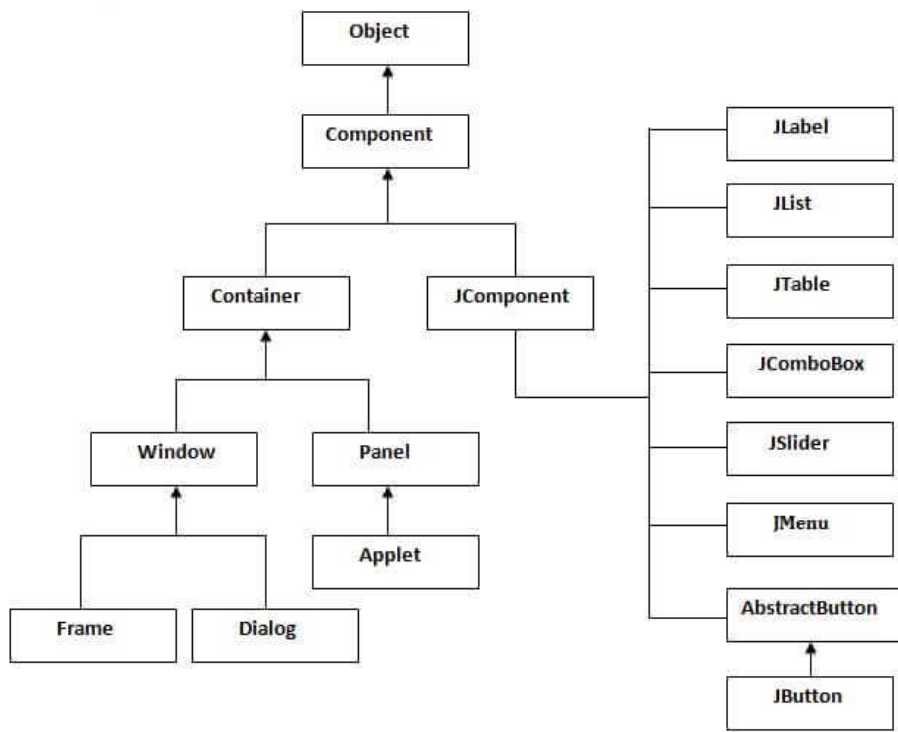 Object
Component
Container
JComponent
Window
Panel
Applet
Frame
Dialog
JLabel
JList
JTable
JComboBox
JSlider
JMenu
AbstractButton
JButton